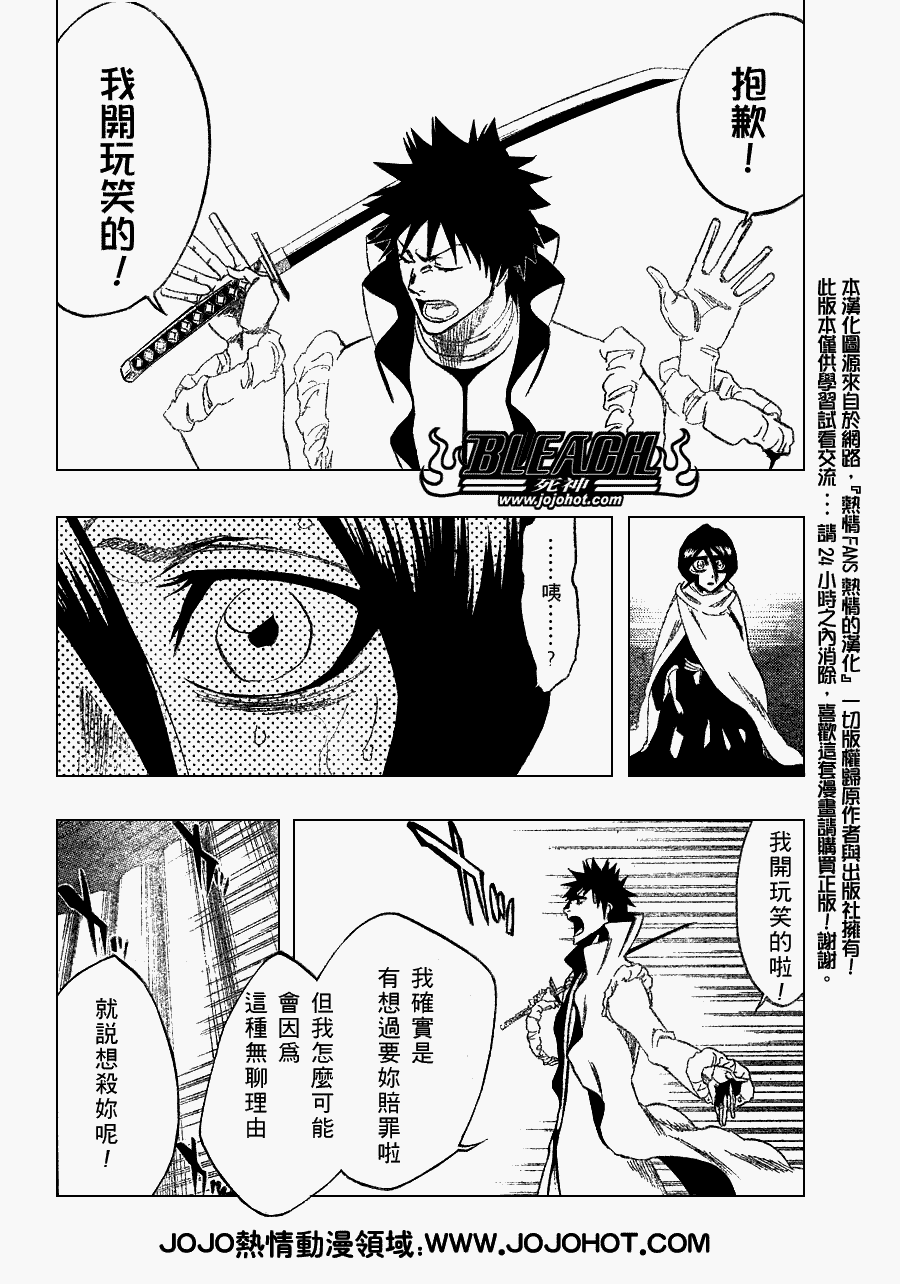 抱歉！
我開玩笑的！
BLEACH
死神
www.jojohot.com
……咦……？
我開玩笑的啦！
我確實是
有想過要妳賠罪啦
但我怎麼可能
會因爲
這種無聊理由
就説想殺妳呢！
本漢化圖源來自於網路，『熱情FANS 熱情的漢化』一切版權歸原作者與出版社擁有！
此版本僅供學習試看交流…請24小時之內消除，喜歡這套漫畫請購買正版！謝謝。
JOJO熱情動漫領域:WWW.JOJOHOT.COM